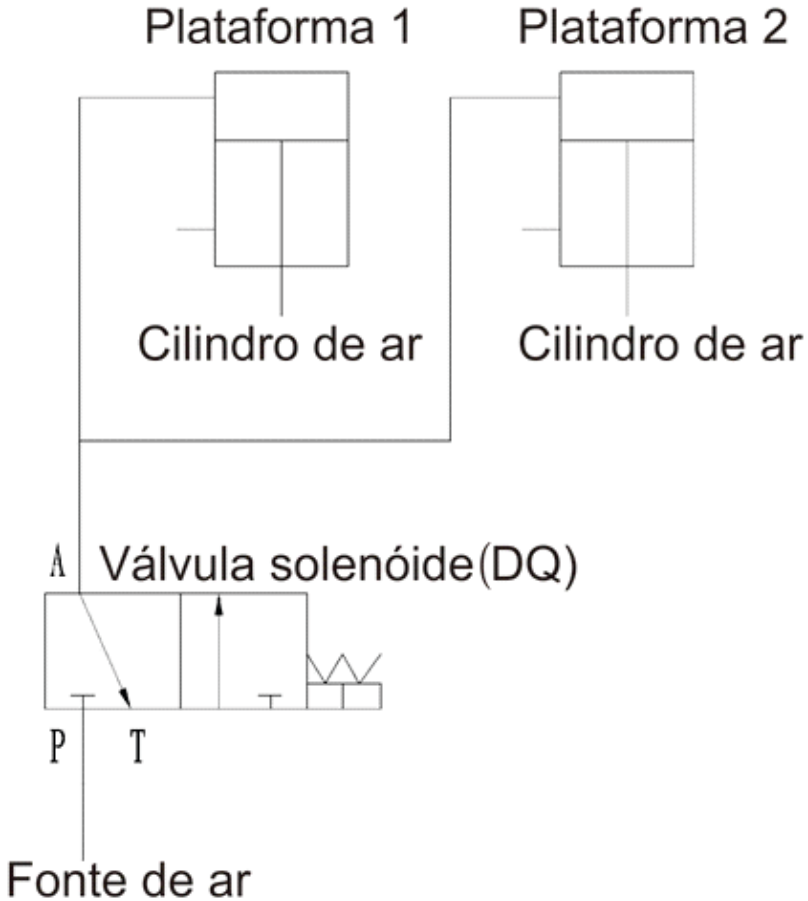 Plataforma 1
Plataforma 2
Cilindro de ar
Cilindro de ar
A
Válvula solenóide(DQ)
P
T
Fonte de ar